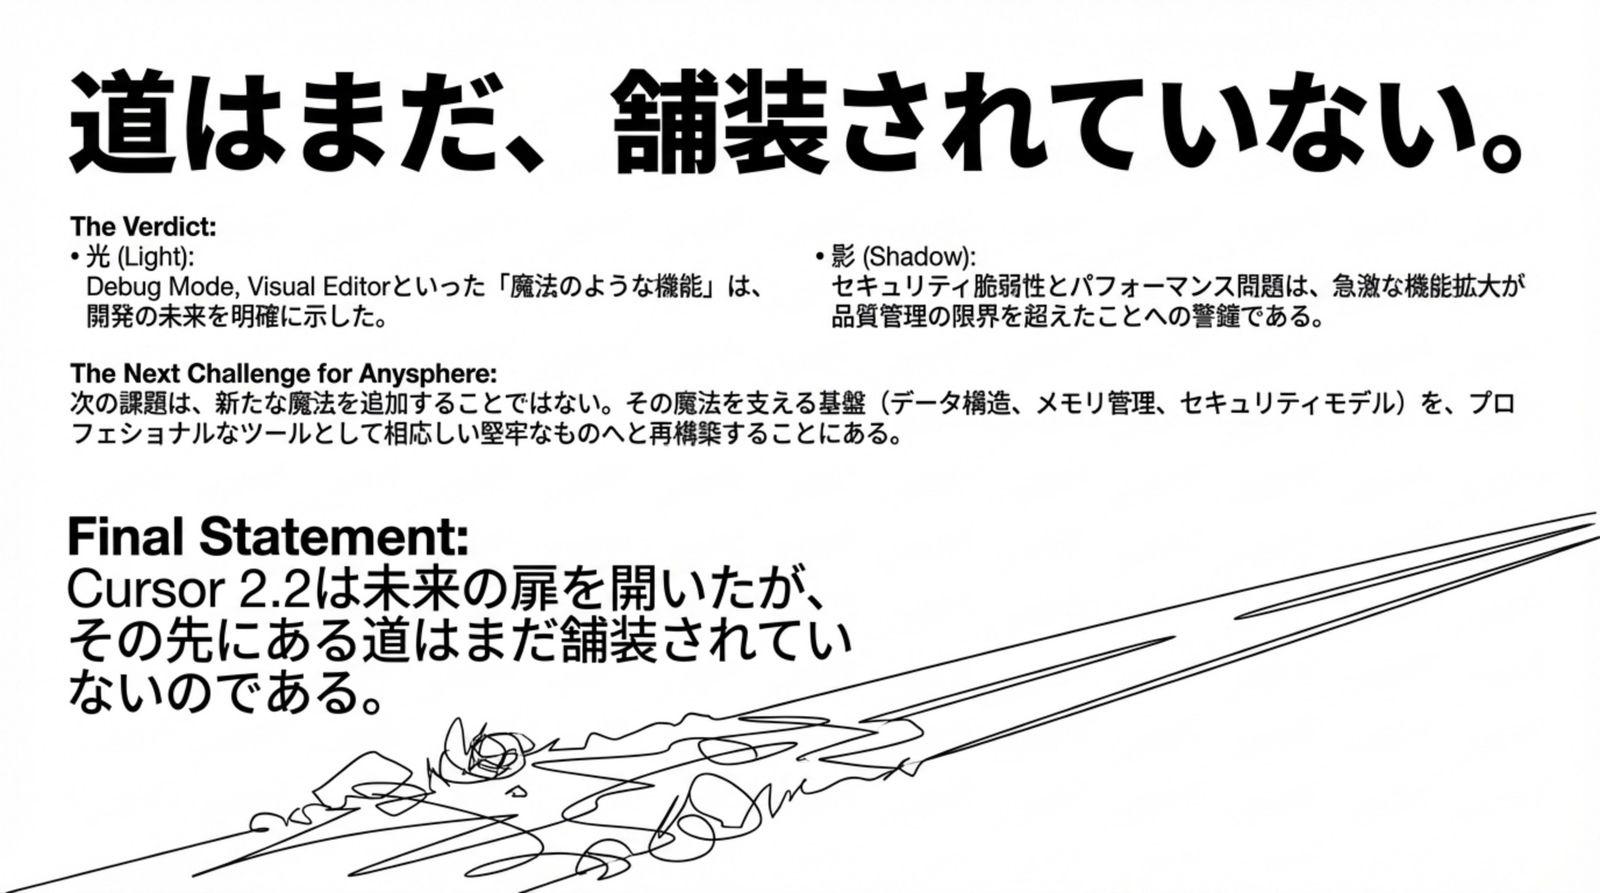 道はまだ、舗装されていない。
The Verdict:
• 光 (Light):
Debug Mode, Visual Editorといった「魔法のような機能」は、
開発の未来を明確に示した。
• 影 (Shadow):
セキュリティ脆弱性とパフォーマンス問題は、急激な機能拡大が
品質管理の限界を超えたことへの警鐘である。
The Next Challenge for Anysphere:
次の課題は、新たな魔法を追加することではない。その魔法を支える基盤（データ構造、メモリ管理、セキュリティモデル）を、プロ
フェショナルなツールとして相応しい堅牢なものへと再構築することにある。
Final Statement:
Cursor 2.2は未来の扉を開いたが、
その先にある道はまだ舗装されてい
ないのである。